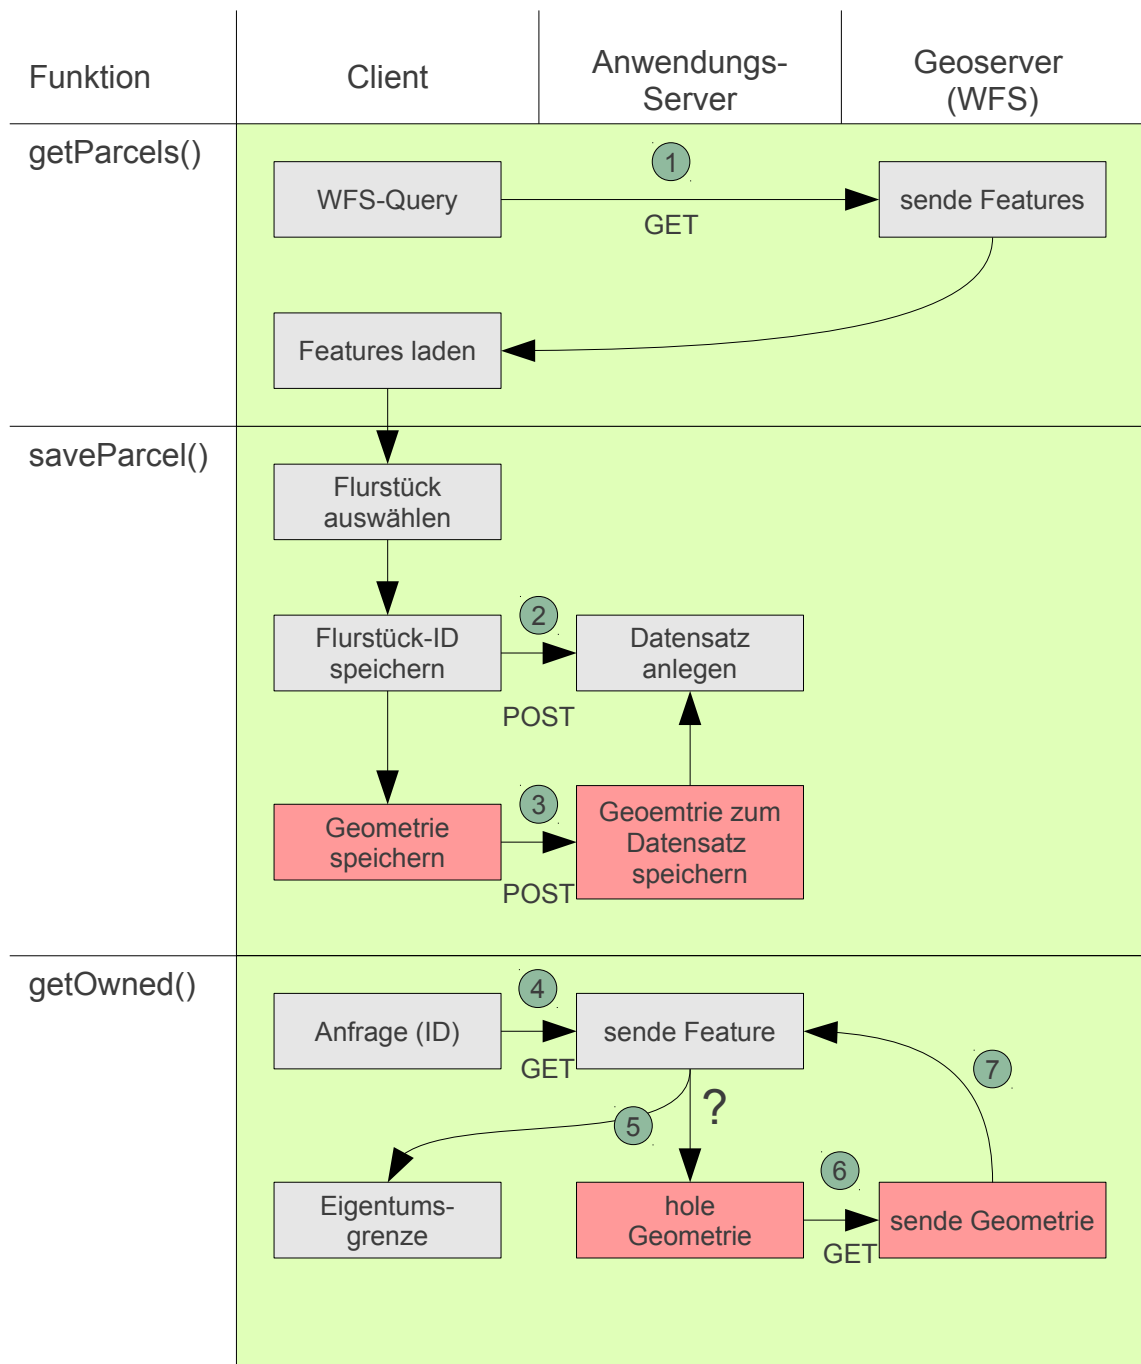 Funktion
Client
Anwendungs-
Server
Geoserver
(WFS)
getParcels()
1
WFS-Query
GET
sende Features
Features laden
saveParcel()
Flurstück
auswählen
2
Flurstück-ID
speichern
Datensatz
anlegen
POST
3
Geometrie
speichern
Geoemtrie zum
Datensatz
speichern
POST
getOwned()
4
Anfrage (ID)
sende Feature
GET
7
?
5
6
Eigentums-
grenze
hole
Geometrie
sende Geometrie
GET